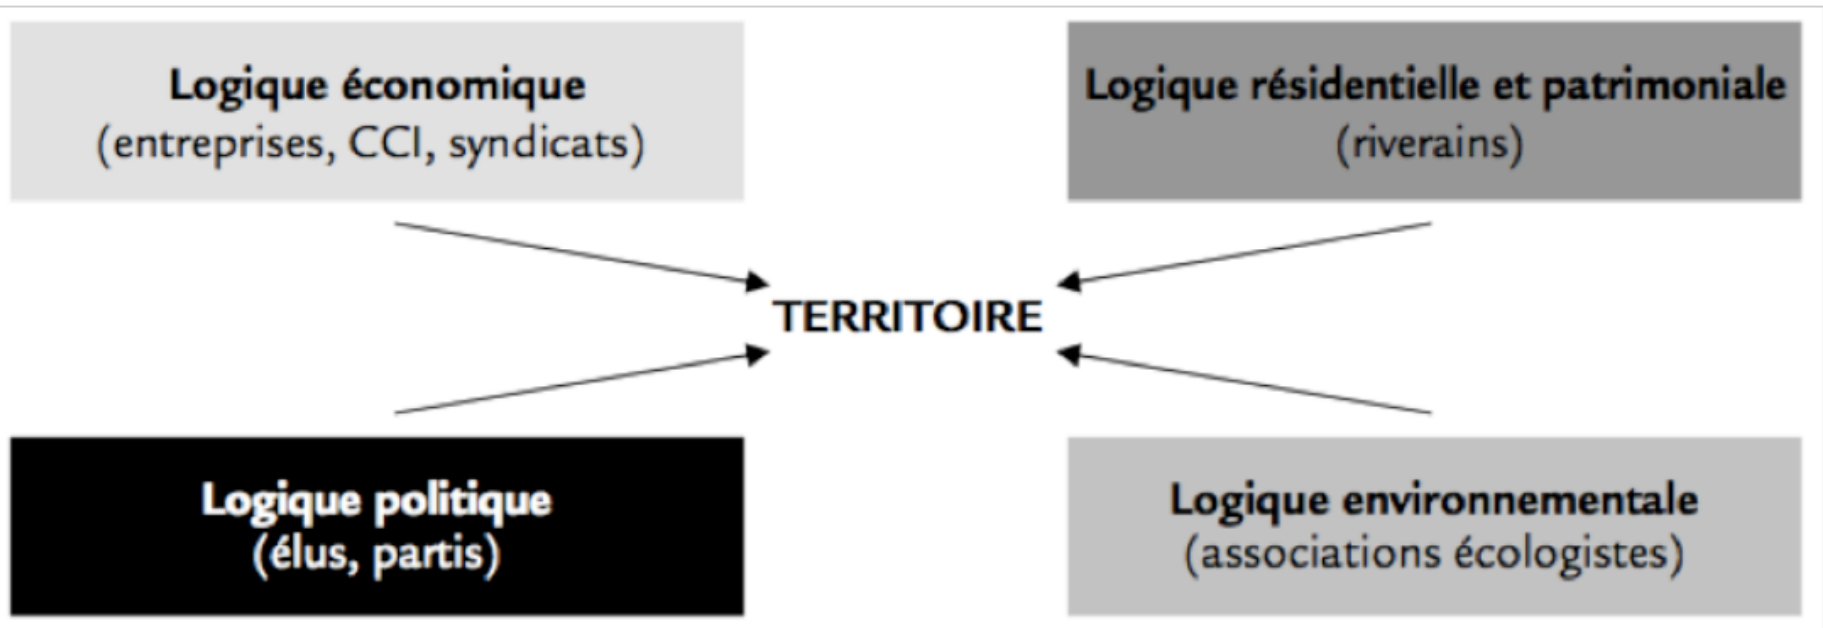 Logique économique
(entreprises, CCI, syndicats)
Logique résidentielle et patrimoniale
(riverains)
TERRITOIRE
Logique politique
(élus, partis)
Logique environnementale
(associations écologistes)